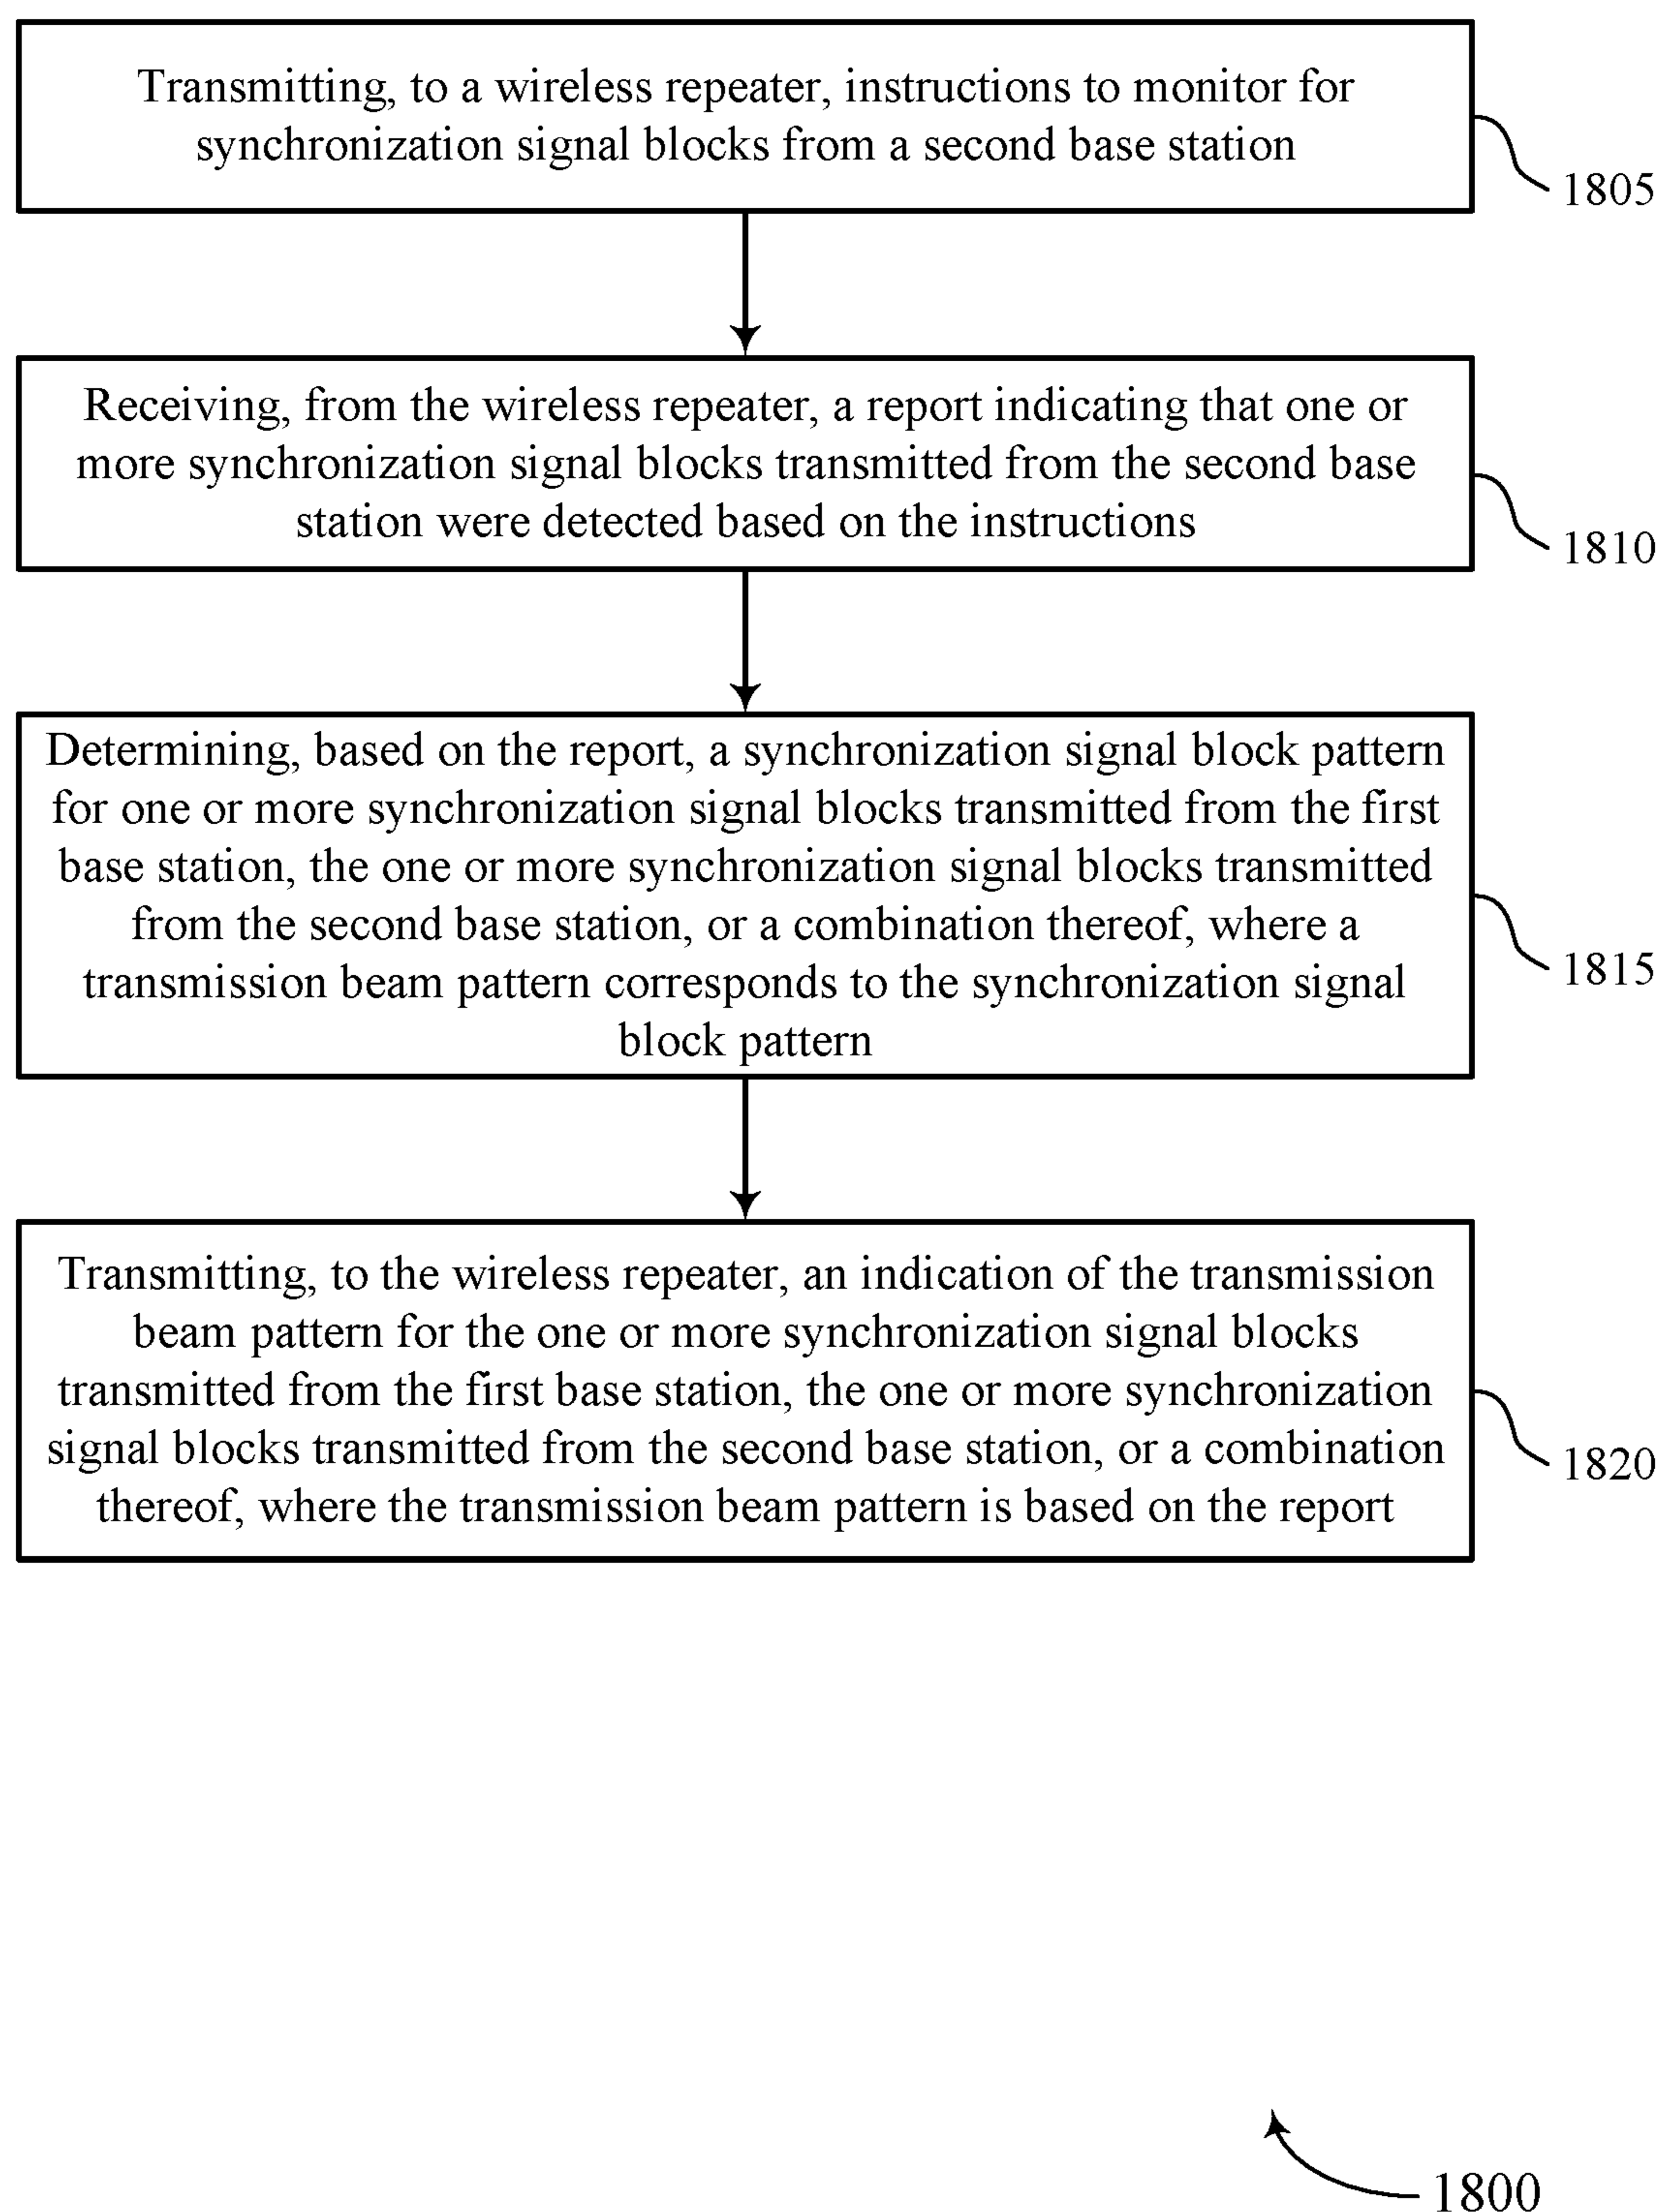 Transmitting, to a wireless repeater, instructions to monitor for
synchronization signal blocks from a second base station
1805
Receiving, from the wireless repeater, a report indicating that one or
more synchronization signal blocks transmitted from the second base
station were detected based on the instructions
1810
Determining, based on the report, a synchronization signal block pattern
for one or more synchronization signal blocks transmitted from the first
base station, the one or more synchronization signal blocks transmitted
from the second base station, or a combination thereof, where a
transmission beam pattern corresponds to the synchronization signal
block pattern
1815
Transmitting, to the wireless repeater, an indication of the transmission
beam pattern for the one or more synchronization signal blocks
transmitted from the first base station, the one or more synchronization
signal blocks transmitted from the second base station, or a combination
thereof, where the transmission beam pattern is based on the report
1820
1800